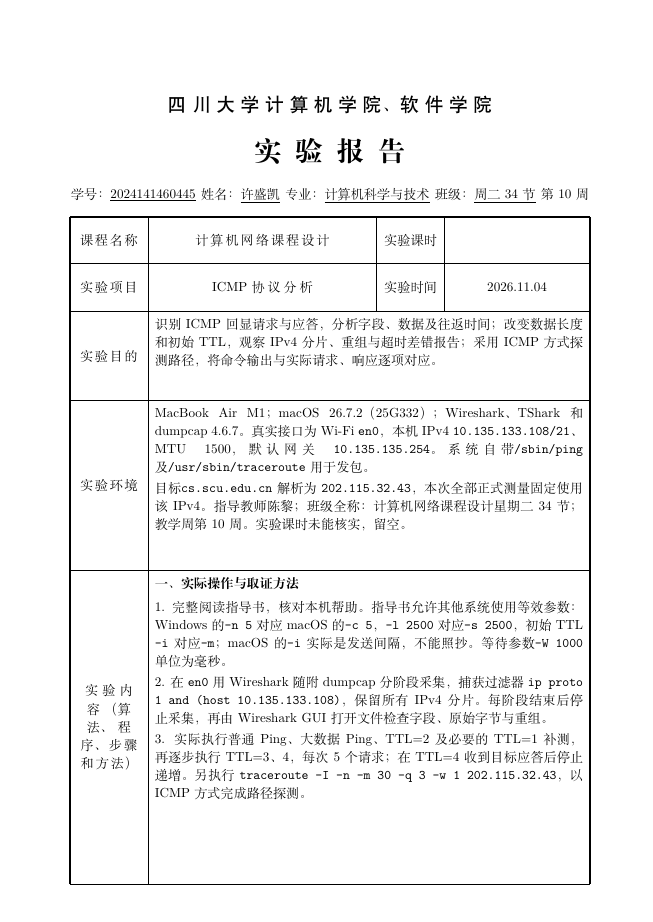 四川大学计算机学院、软件学院
实验报告
学号：2024141460445 姓名：许盛凯 专业：计算机科学与技术 班级：周二 34 节 第 10 周
课程名称 计算机网络课程设计 实验课时
实验项目 ICMP 协议分析 实验时间 2026.11.04
实验目的
识别 ICMP 回显请求与应答，分析字段、数据及往返时间；改变数据长度
和初始 TTL，观察 IPv4 分片、重组与超时差错报告；采用 ICMP 方式探
测路径，将命令输出与实际请求、响应逐项对应。
实验环境
MacBook Air M1；macOS 26.7.2（25G332）；Wireshark、TShark 和
dumpcap 4.6.7。真实接口为 Wi-Fi en0，本机 IPv4 10.135.133.108/21、
MTU 1500，默认网关 10.135.135.254。系统自带/sbin/ping
及/usr/sbin/traceroute 用于发包。
目标cs.scu.edu.cn 解析为 202.115.32.43，本次全部正式测量固定使用
该 IPv4。指导教师陈黎；班级全称：计算机网络课程设计星期二 34 节；
教学周第 10 周。实验课时未能核实，留空。
实验内
容（算
法、程
序、步骤
和方法）
一、实际操作与取证方法
1. 完整阅读指导书，核对本机帮助。指导书允许其他系统使用等效参数：
Windows 的-n 5 对应 macOS 的-c 5，-l 2500 对应-s 2500，初始 TTL
-i 对应-m；macOS 的-i 实际是发送间隔，不能照抄。等待参数-W 1000
单位为毫秒。
2. 在 en0 用 Wireshark 随附 dumpcap 分阶段采集，捕获过滤器 ip proto
1 and (host 10.135.133.108)，保留所有 IPv4 分片。每阶段结束后停
止采集，再由 Wireshark GUI 打开文件检查字段、原始字节与重组。
3. 实际执行普通 Ping、大数据 Ping、TTL=2 及必要的 TTL=1 补测，
再逐步执行 TTL=3、4，每次 5 个请求；在 TTL=4 收到目标应答后停止
递增。另执行 traceroute -I -n -m 30 -q 3 -w 1 202.115.32.43，以
ICMP 方式完成路径探测。